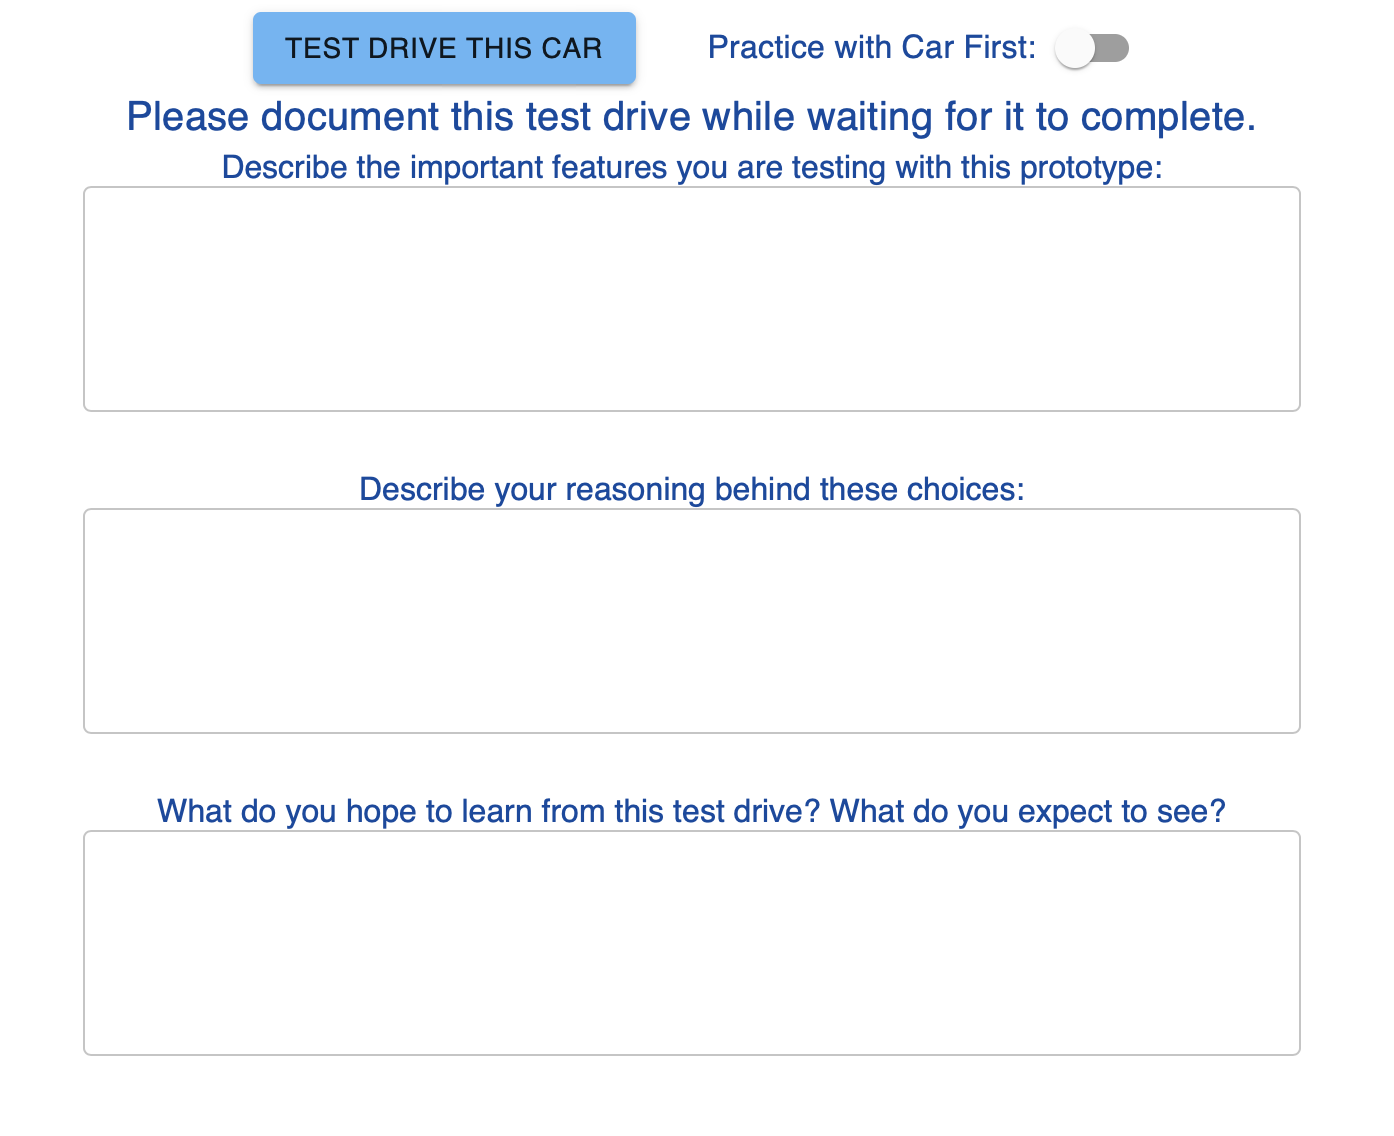 TEST DRIVE THIS CAR Practice with Car First:
Please document this test drive while waiting for it to complete.
Describe the important features you are testing with this prototype:
Describe your reasoning behind these choices:
What do you hope to learn from this test drive? What do you expect to see?